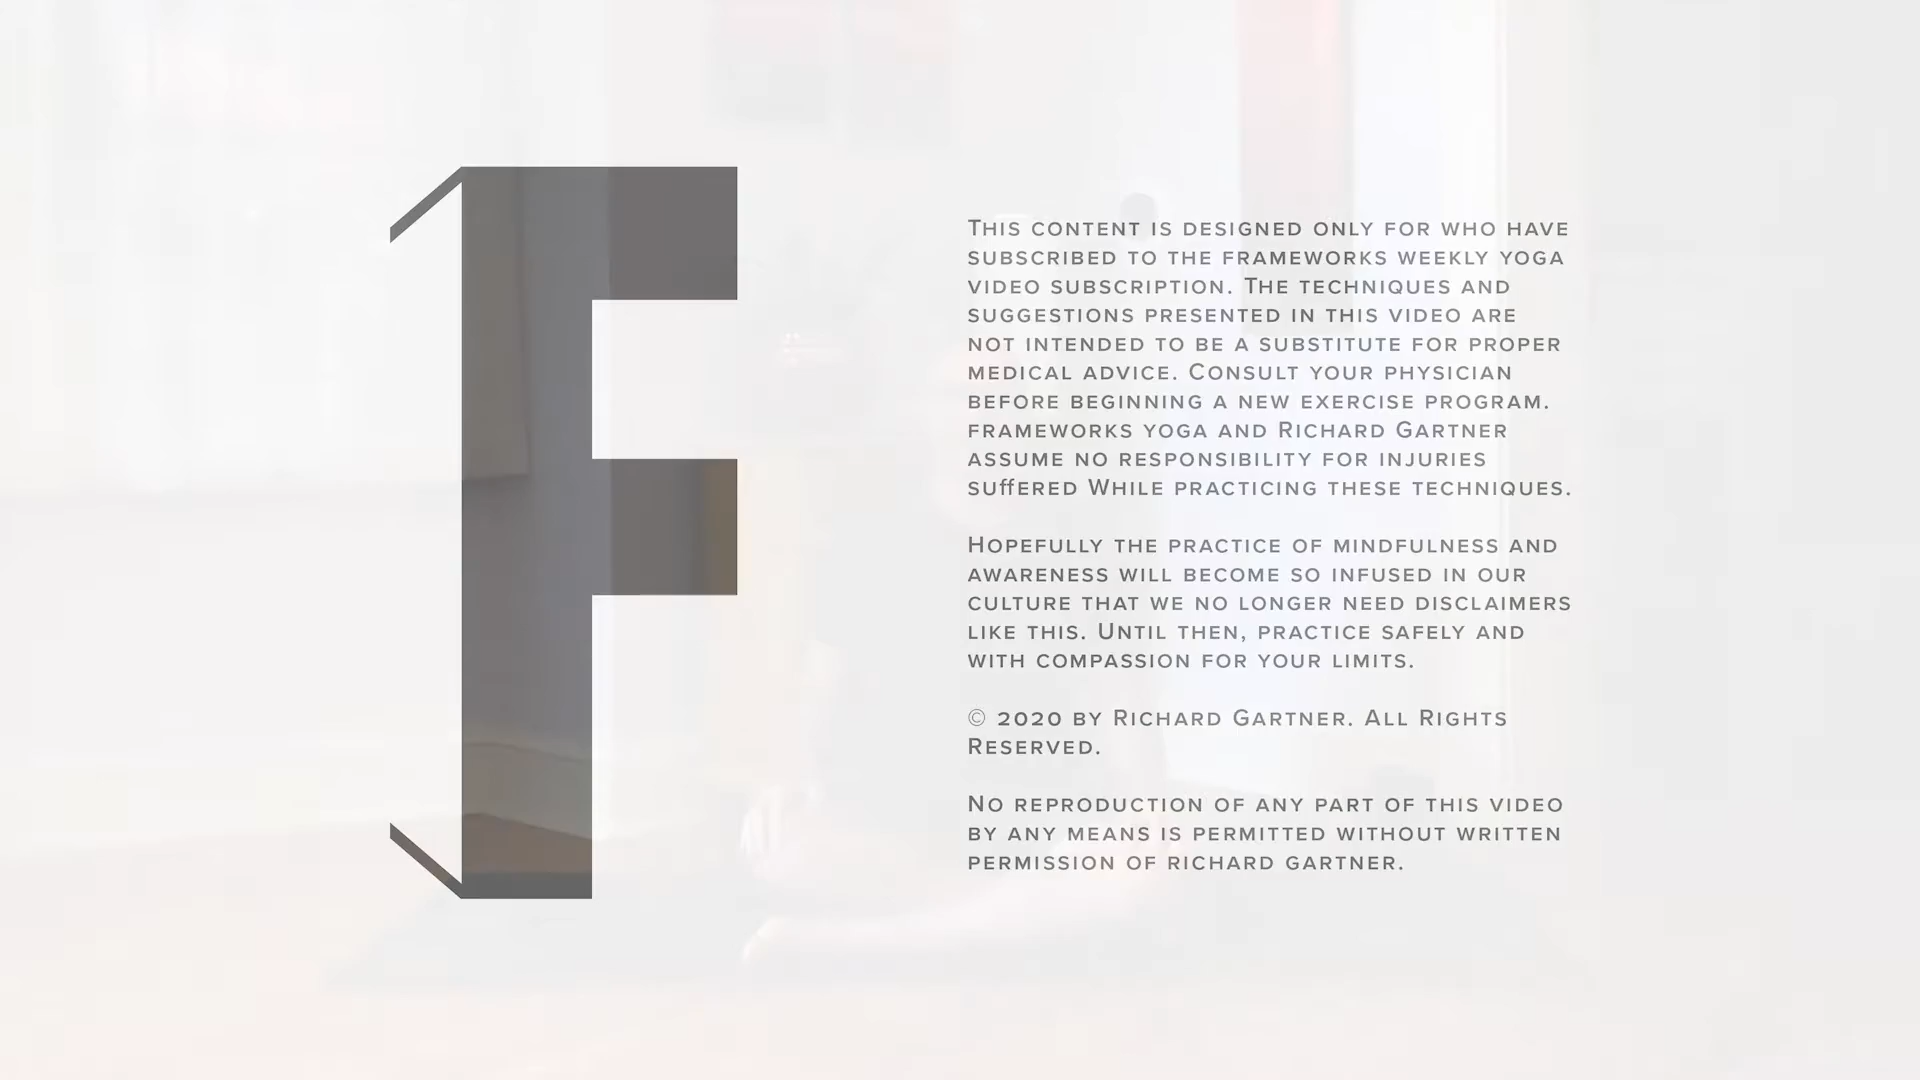 F
This content is designed only for who have
subscribed to the frameworks weekly yoga
video subscription. The techniques and
suggestions presented in this video are
not intended to be a substitute for proper
medical advice. Consult your physician
before beginning a new exercise program.
frameworks yoga and Richard Gartner
assume no responsibility for injuries
suffered While practicing these techniques.
Hopefully the practice of mindfulness and
awareness will become so infused in our
culture that we no longer need disclaimers
like this. Until then, practice safely and
with compassion for your limits.
© 2020 by Richard Gartner. All Rights
Reserved.
No reproduction of any part of this video
by any means is permitted without written
permission of richard gartner.